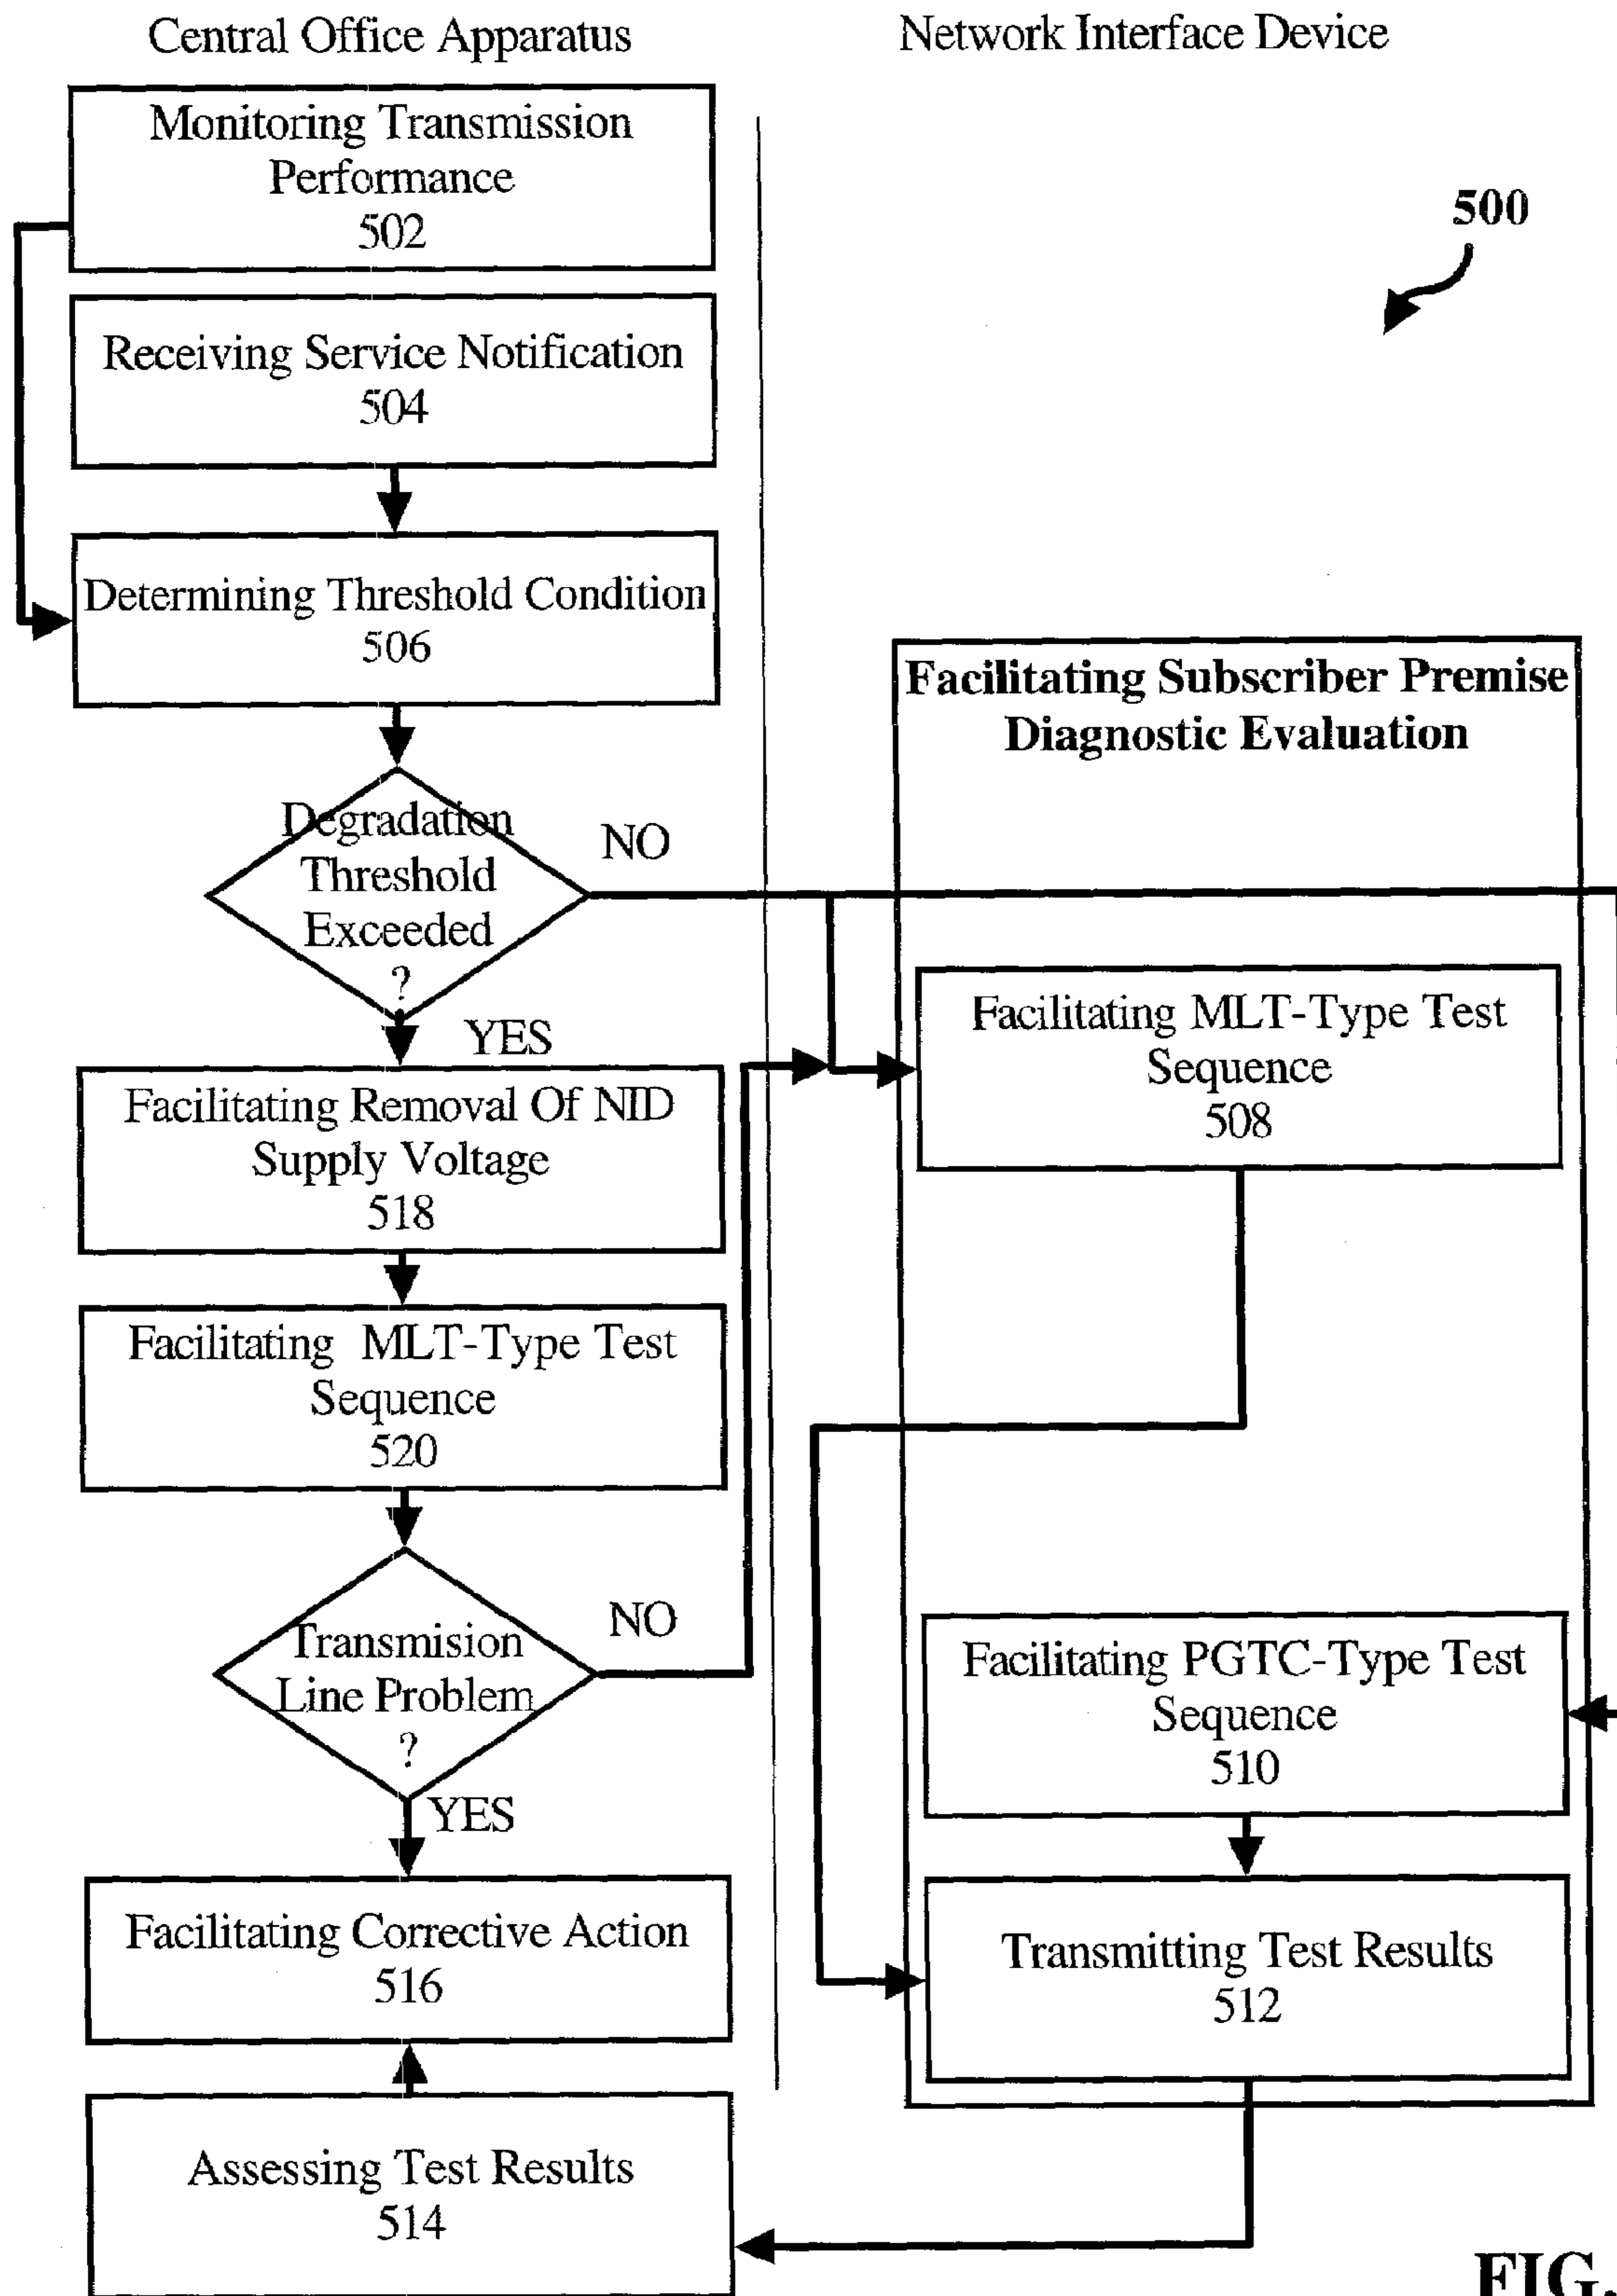 Central Office Apparatus
Network Interface Device
Monitoring Transmission
Performance
502
500
Receiving Service Notification
504
Determining Threshold Condition
506
Facilitating Subscriber Premise
Diagnostic Evaluation
Degradation
Threshold
Exceeded
?
NO
YES
Facilitating MLT-Type Test
Sequence
508
Facilitating Removal Of NID
Supply Voltage
518
Facilitating MLT-Type Test
Sequence
520
Transmision
Line Problem
?
NO
YES
Facilitating PGTC-Type Test
Sequence
510
Facilitating Corrective Action
516
Transmitting Test Results
512
Assessing Test Results
514
FIG.